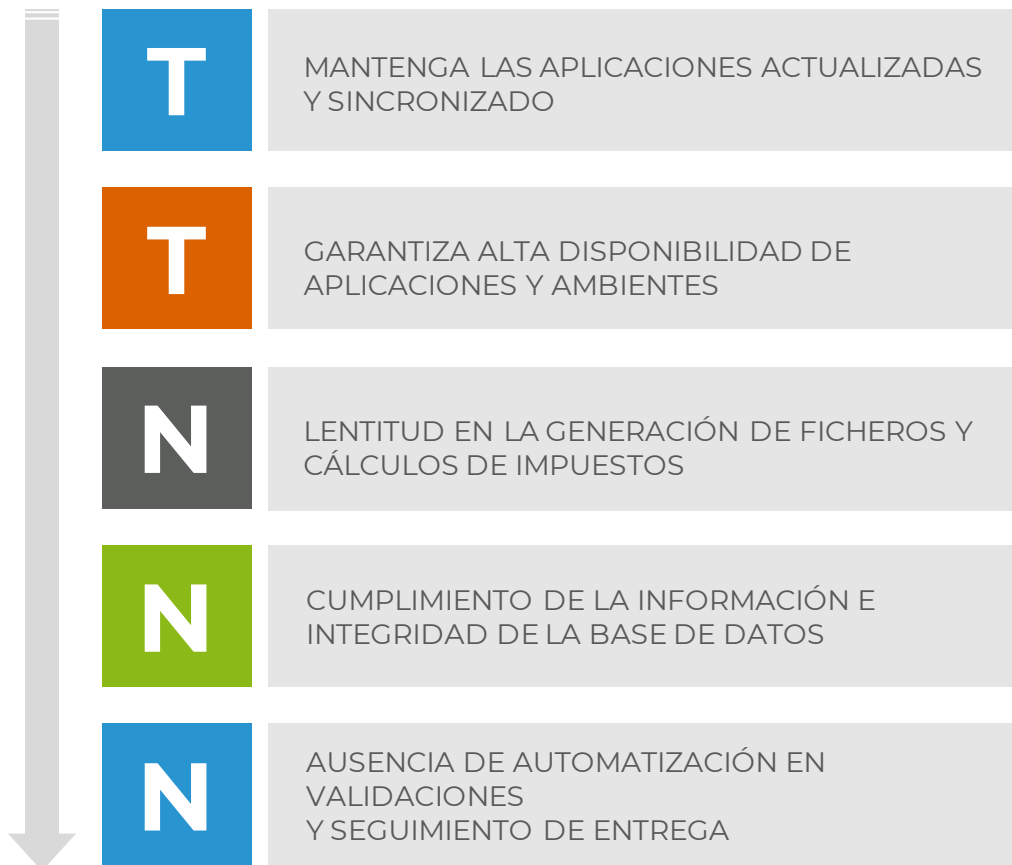 T
MANTENGA LAS APLICACIONES ACTUALIZADAS
Y SINCRONIZADO
T
GARANTIZA ALTA DISPONIBILIDAD DE
APLICACIONES Y AMBIENTES
N
LENTITUD EN LA GENERACIÓN DE FICHEROS Y
CÁLCULOS DE IMPUESTOS
N
CUMPLIMIENTO DE LA INFORMACIÓN E
INTEGRIDAD DE LA BASE DE DATOS
N
AUSENCIA DE AUTOMATIZACIÓN EN
VALIDACIONES
Y SEGUIMIENTO DE ENTREGA